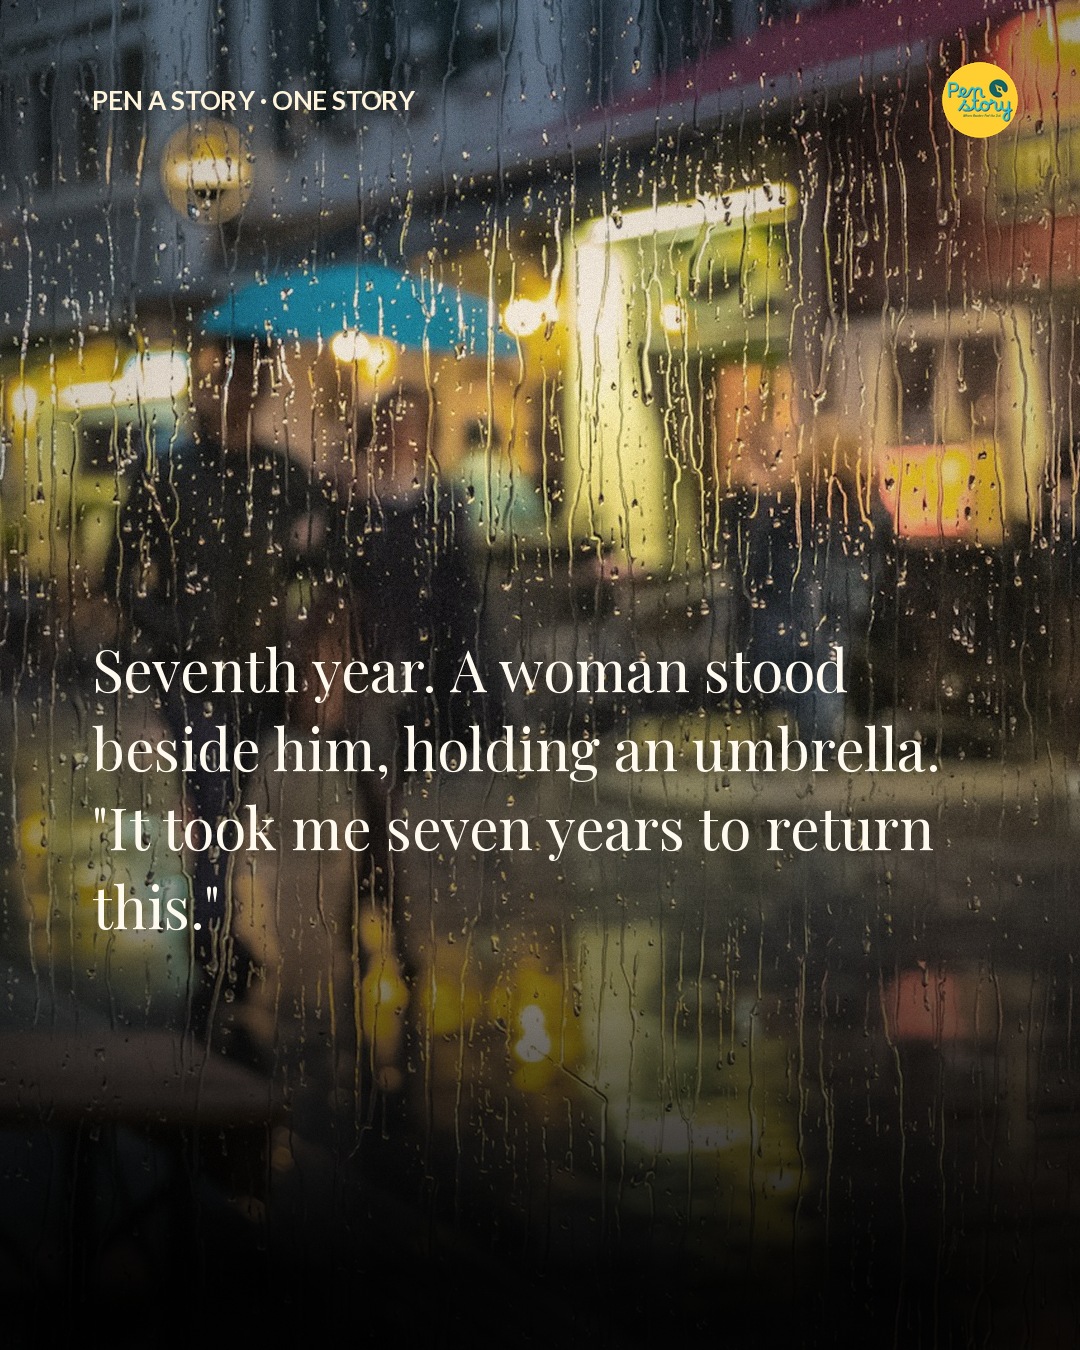 PEN A STORY · ONE STORY
Pen
story
Seventh year. A woman stood
beside him, holding an umbrella.
"It took me seven years to return
this."